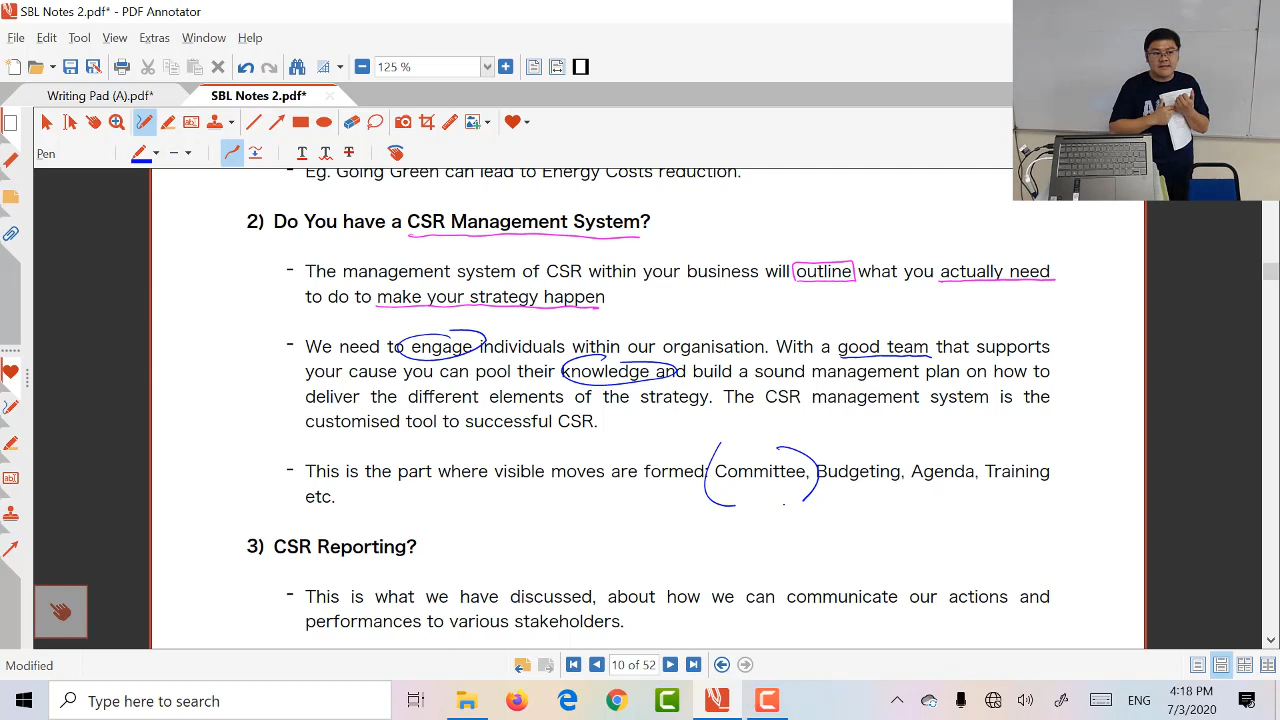 SBL Notes 2.pdf* - PDF Annotator
File Edit Tool View Extras Window Help
125 %
Writing Pad (A).pdf* SBL Notes 2.pdf*
Pen
Eg. Going Green can lead to Energy Costs reduction.
2) Do You have a CSR Management System?
- The management system of CSR within your business will outline what you actually need
to do to make your strategy happen
- We need to engage individuals within our organisation. With a good team that supports
your cause you can pool their knowledge and build a sound management plan on how to
deliver the different elements of the strategy. The CSR management system is the
customised tool to successful CSR.
- This is the part where visible moves are formed: Committee, Budgeting, Agenda, Training
etc.
3) CSR Reporting?
- This is what we have discussed, about how we can communicate our actions and
performances to various stakeholders.
Modified 10 of 52
Type here to search
ENG
4:18 PM
7/3/2020